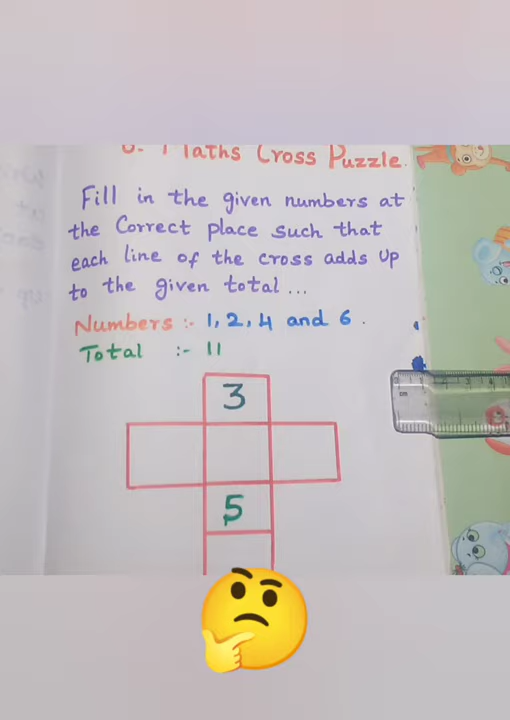 Maths Cross Puzzle.
Fill in the given numbers at
the Correct place such that
each line of the cross adds up
to the given total ...
Numbers :- 1, 2, 4 and 6.
Total :- 11
3
5